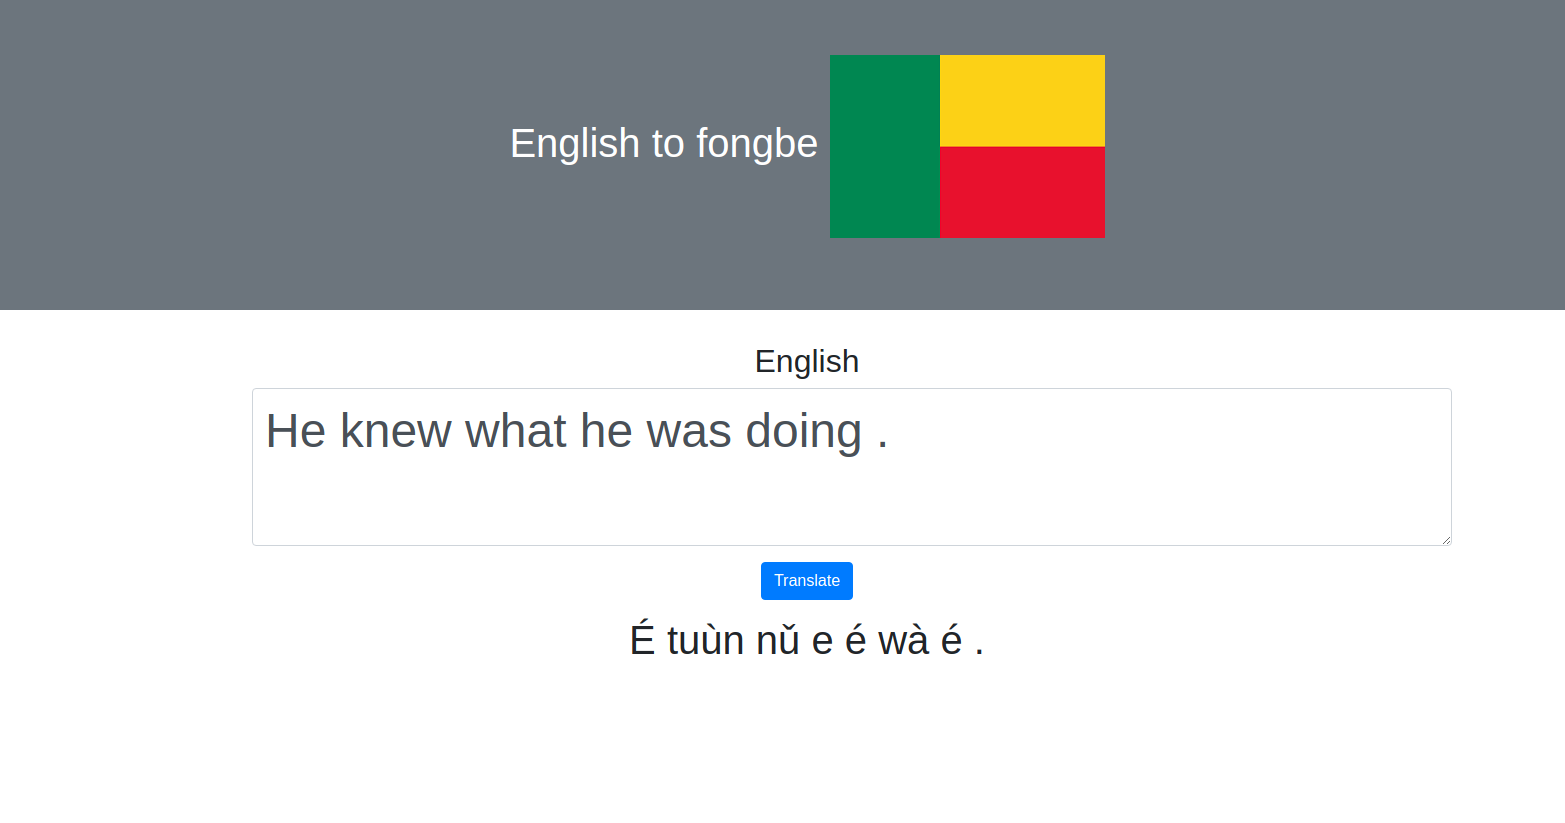 English to fongbe
English
He knew what he was doing .
Translate
É tuùn nǔ e é wà é .